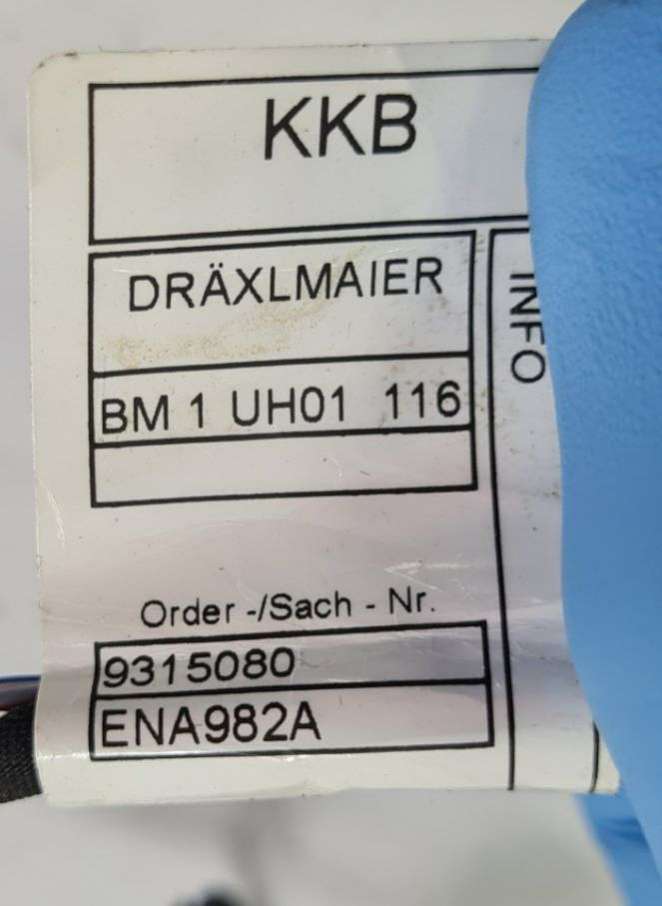 KKB
DRÄXLMAIER
BM 1 UH01 116
INFO
Order -/Sach - Nr.
9315080
ENA982A